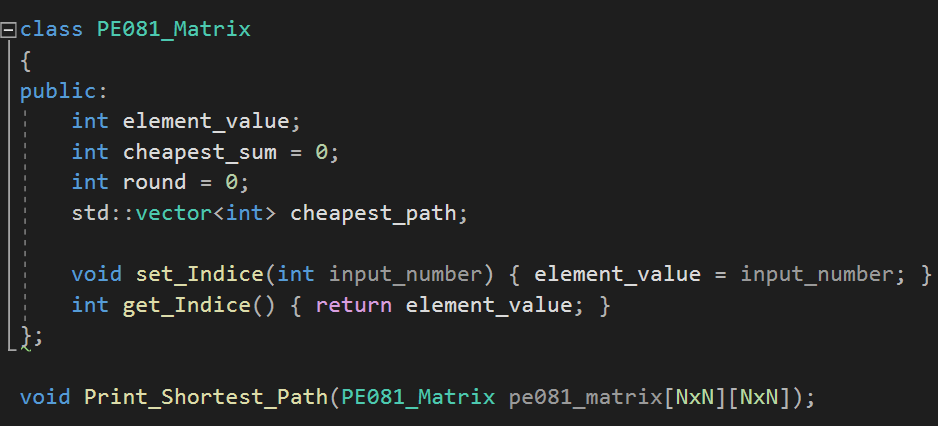 class PE081_Matrix
{
public:
    int element_value;
    int cheapest_sum = 0;
    int round = 0;
    std::vector<int> cheapest_path;

    void set_Indice(int input_number) { element_value = input_number; }
    int get_Indice() { return element_value; }
};

void Print_Shortest_Path(PE081_Matrix pe081_matrix[NxN][NxN]);